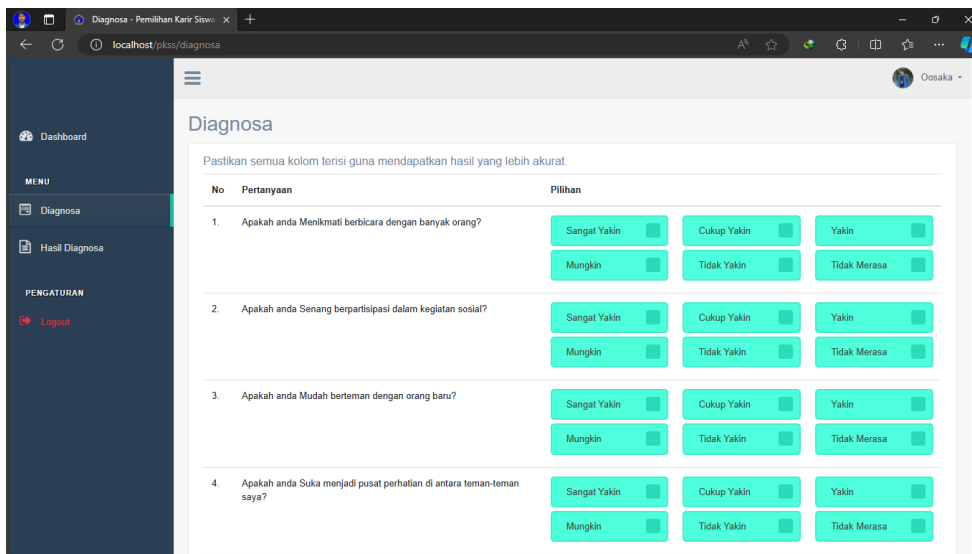 Diagnosa - Pemilihan Karir Sisw
localhost/pkss/diagnosa
Oosaka
Dashboard
MENU
Diagnosa
Hasil Diagnosa
PENGATURAN
Logout
Diagnosa
Pastikan semua kolom terisi guna mendapatkan hasil yang lebih akurat.
No Pertanyaan Pilihan
1. Apakah anda Menikmati berbicara dengan banyak orang?
Sangat Yakin Cukup Yakin Yakin
Mungkin Tidak Yakin Tidak Merasa
2. Apakah anda Senang berpartisipasi dalam kegiatan sosial?
Sangat Yakin Cukup Yakin Yakin
Mungkin Tidak Yakin Tidak Merasa
3. Apakah anda Mudah berteman dengan orang baru?
Sangat Yakin Cukup Yakin Yakin
Mungkin Tidak Yakin Tidak Merasa
4. Apakah anda Suka menjadi pusat perhatian di antara teman-teman
saya?
Sangat Yakin Cukup Yakin Yakin
Mungkin Tidak Yakin Tidak Merasa